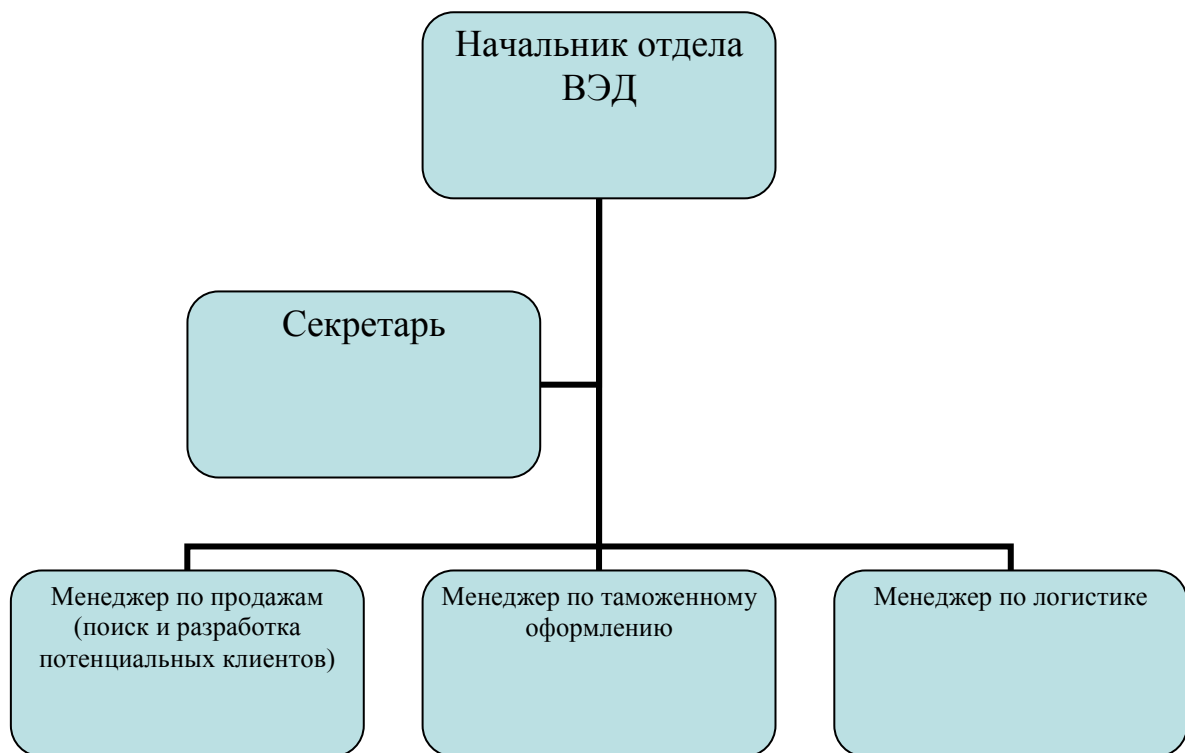 Начальник отдела
ВЭД
Секретарь
Менеджер по продажам
(поиск и разработка
потенциальных клиентов)
Менеджер по таможенному
оформлению
Менеджер по логистике